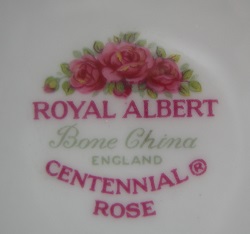 ROYAL ALBERT
Bone China
ENGLAND
CENTENNIAL®
ROSE